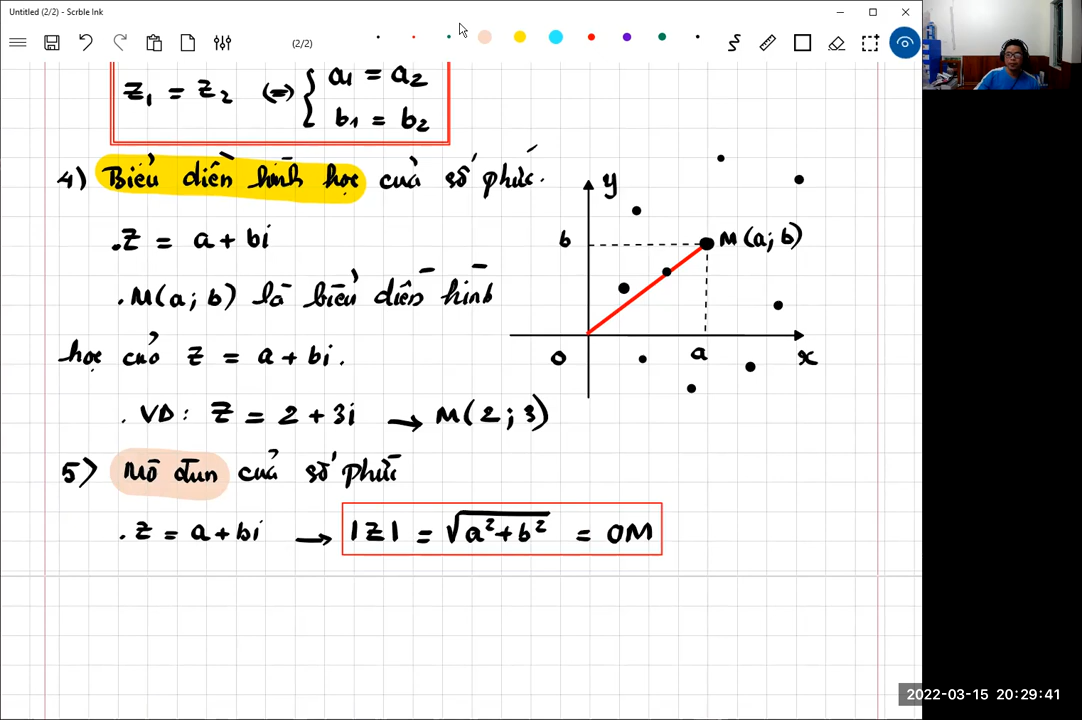 Untitled (2/2) - Scrble Ink
(2/2)
z₁ = z₂ (⇔) { a₁ = a₂
b₁ = b₂
4) Biểu diễn hình học của số phức.
. z = a + bi
. M(a; b) là biểu diễn hình
học của z = a + bi.
. VD: z = 2 + 3i → M(2; 3)
y
b
M(a; b)
O
a
x
5) Mô đun của số phức
. z = a + bi → |z| = √a² + b² = OM
2022-03-15 20:29:41